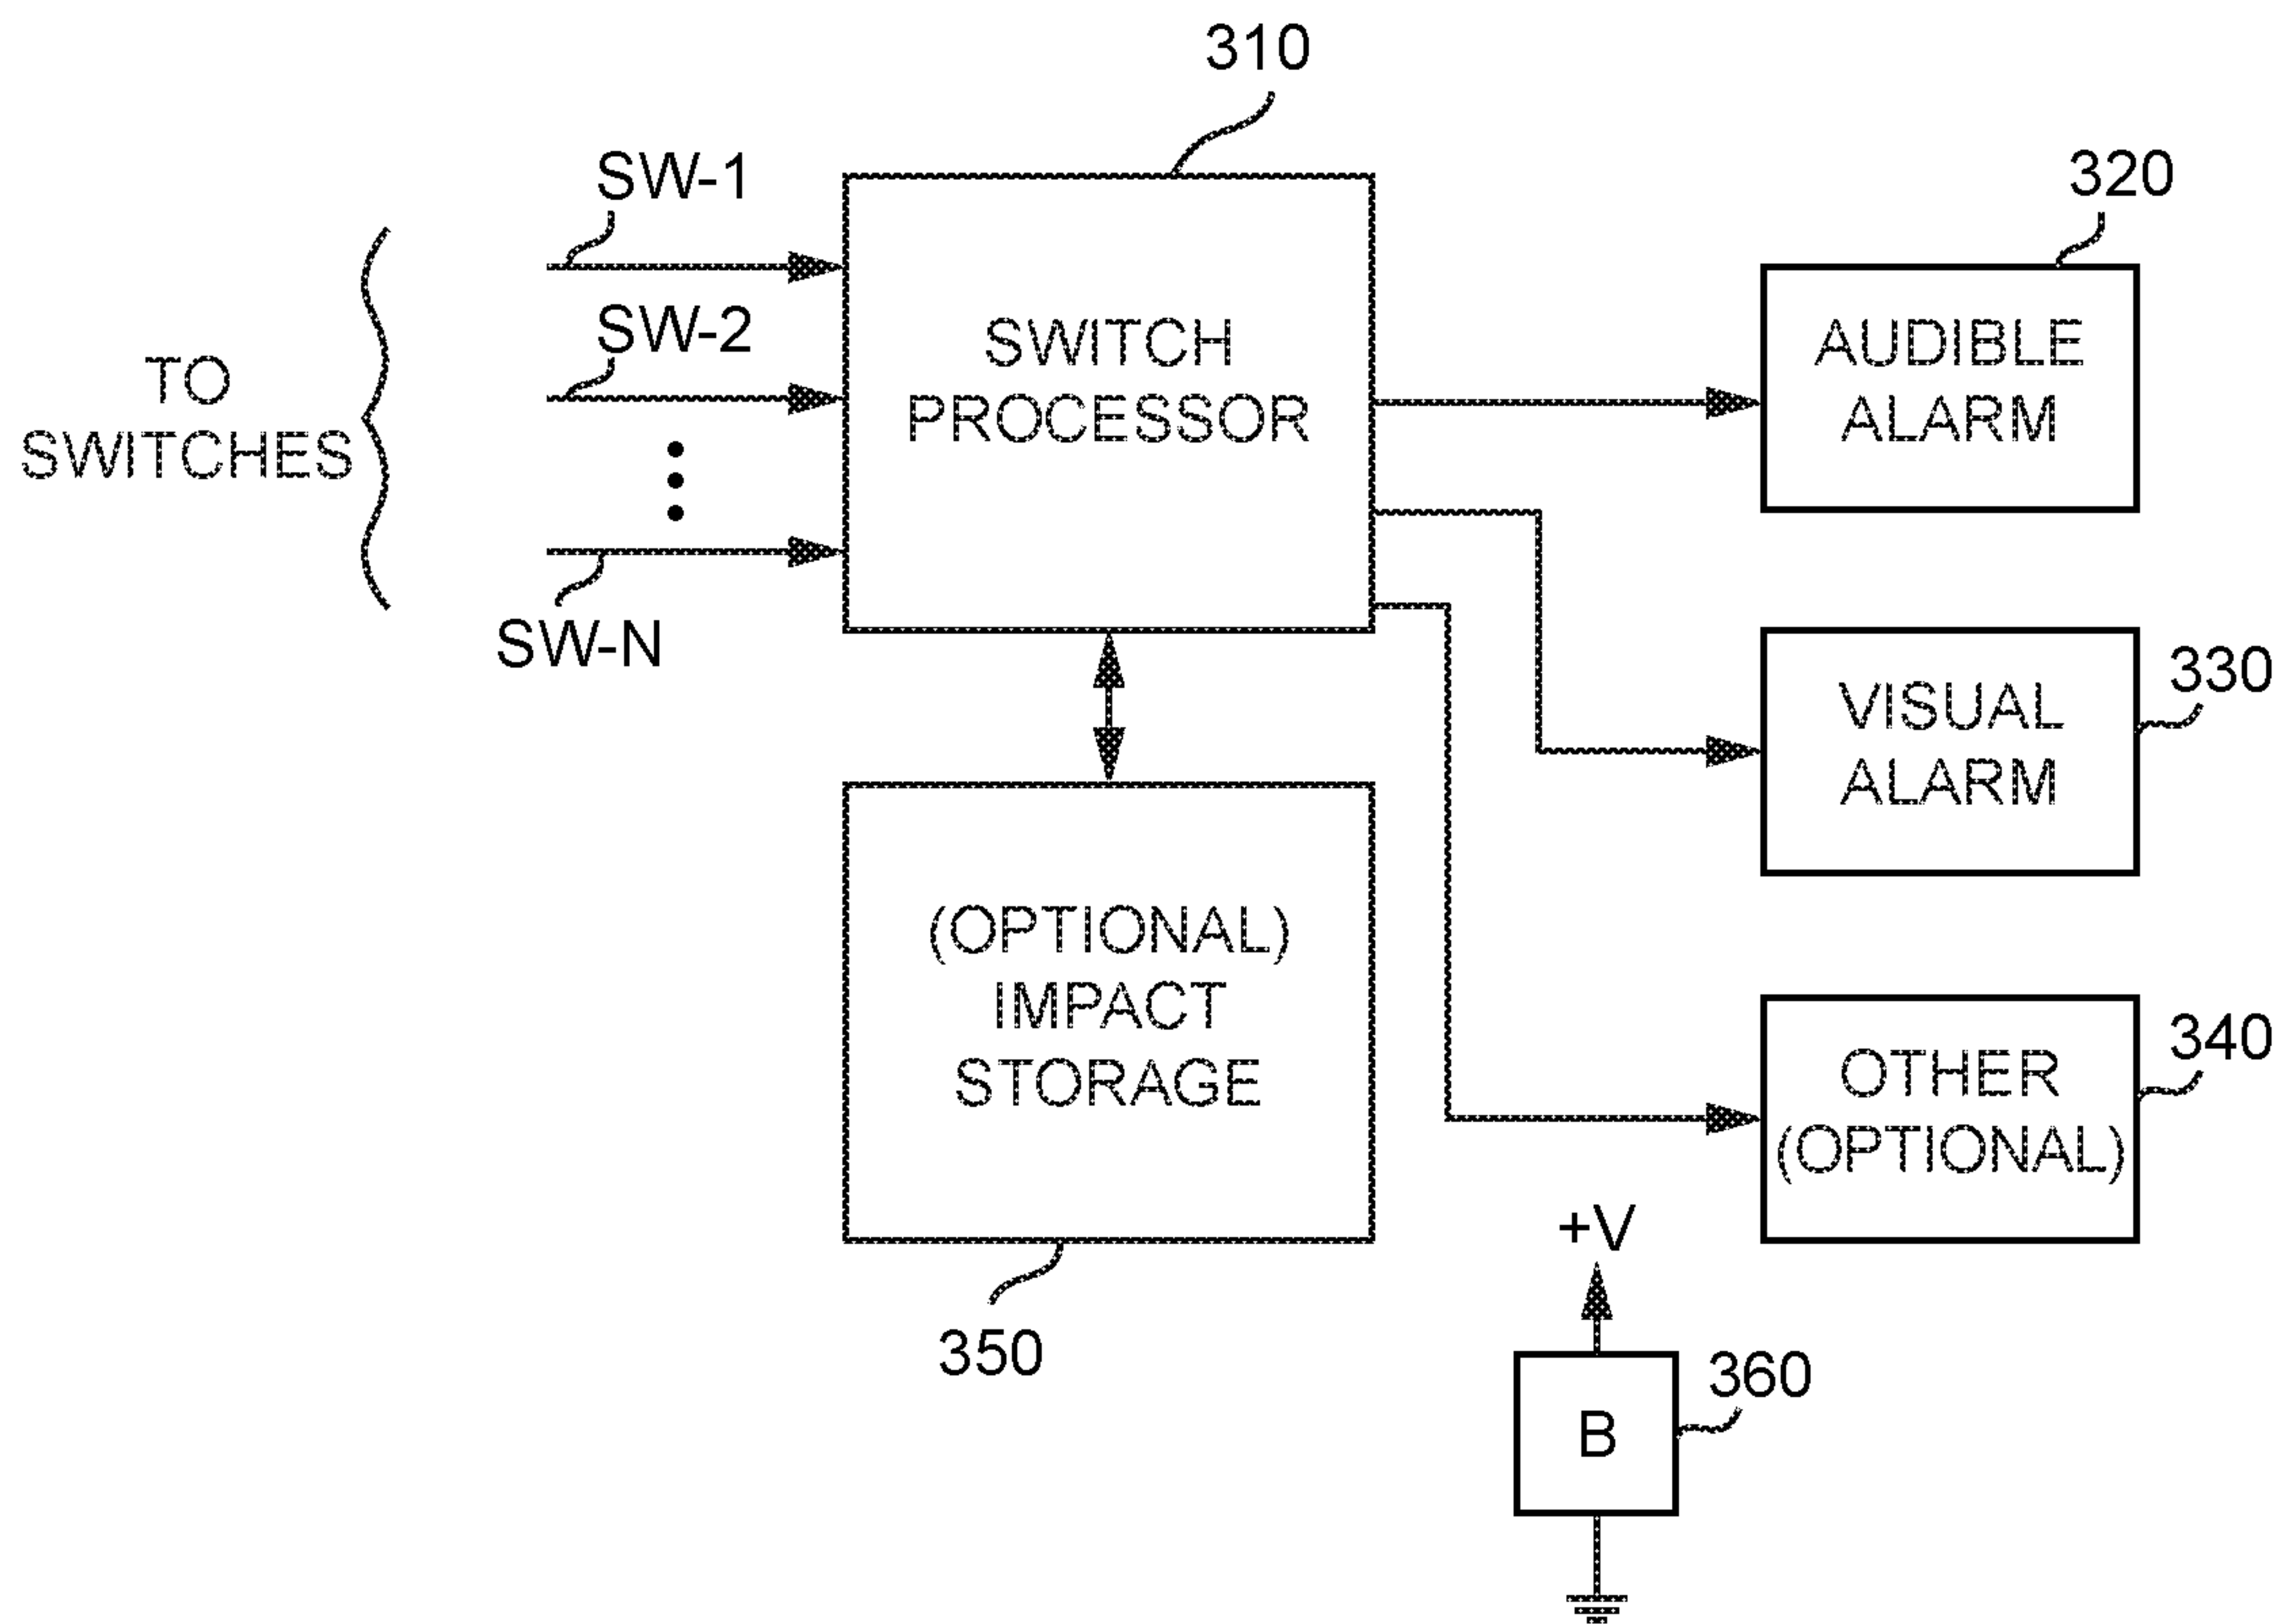 310
SW-1
320
SW-2
TO
SWITCHES
SWITCH
PROCESSOR
AUDIBLE
ALARM
SW-N
330
VISUAL
ALARM
(OPTIONAL)
IMPACT
STORAGE
340
OTHER
(OPTIONAL)
+V
350
360
B